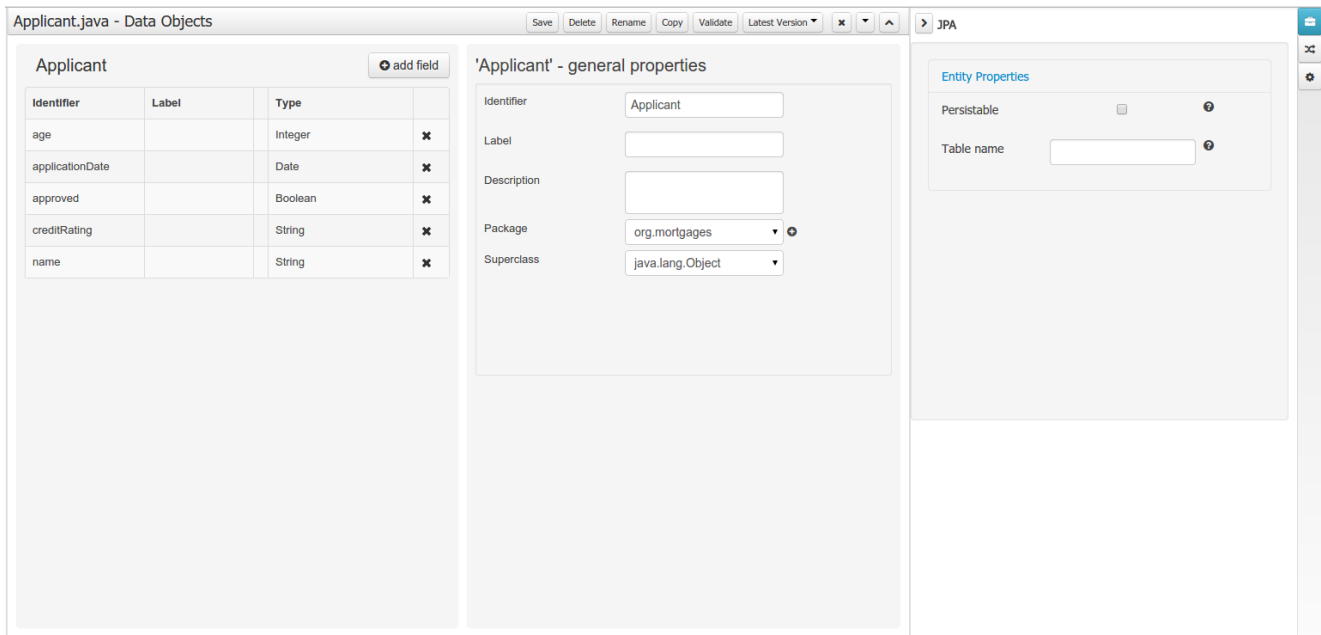 Applicant.java - Data Objects
Save Delete Rename Copy Validate Latest Version
JPA
Applicant
add field
Identifier Label Type
age Integer
applicationDate Date
approved Boolean
creditRating String
name String
'Applicant' - general properties
Identifier Applicant
Label
Description
Package org.mortgages
Superclass java.lang.Object
Entity Properties
Persistable
Table name